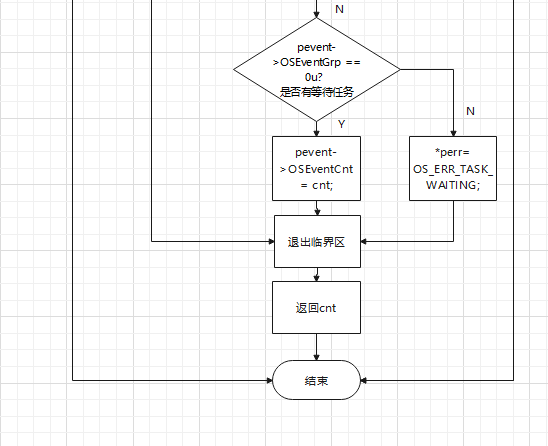 N
pevent-
>OSEventGrp ==
0u?
是否有等待任务
N
Y
pevent-
>OSEventCnt
= cnt;
*perr=
OS_ERR_TASK_
WAITING;
退出临界区
返回cnt
结束